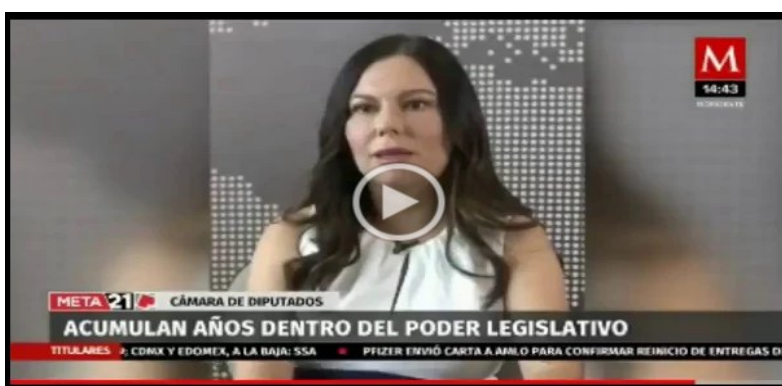 M
14:43
META 21 CÁMARA DE DIPUTADOS
ACUMULAN AÑOS DENTRO DEL PODER LEGISLATIVO
TITULARES ; CDMX Y EDOMEX, A LA BAJA: SSA ■ PFIZER ENVIÓ CARTA A AMLO PARA CONFIRMAR REINICIO DE ENTREGAS D